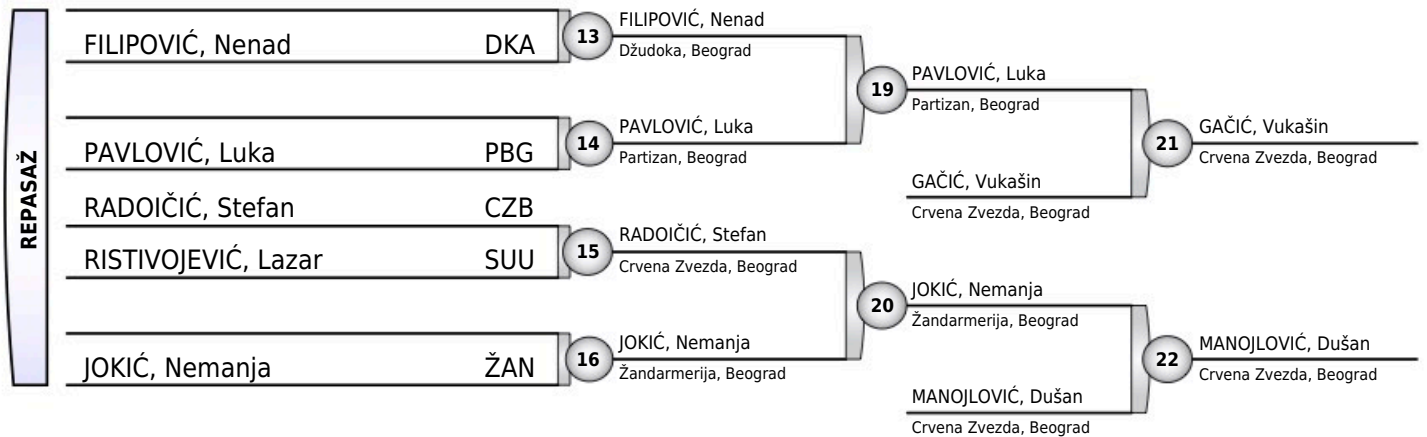 REPASAŽ
FILIPOVIĆ, Nenad DKA
PAVLOVIĆ, Luka PBG
RADOIČIĆ, Stefan CZB
RISTIVOJEVIĆ, Lazar SUU
JOKIĆ, Nemanja ŽAN
13
FILIPOVIĆ, Nenad
Džudoka, Beograd
14
PAVLOVIĆ, Luka
Partizan, Beograd
15
RADOIČIĆ, Stefan
Crvena Zvezda, Beograd
16
JOKIĆ, Nemanja
Žandarmerija, Beograd
19
PAVLOVIĆ, Luka
Partizan, Beograd
GAČIĆ, Vukašin
Crvena Zvezda, Beograd
20
JOKIĆ, Nemanja
Žandarmerija, Beograd
MANOJLOVIĆ, Dušan
Crvena Zvezda, Beograd
21
GAČIĆ, Vukašin
Crvena Zvezda, Beograd
22
MANOJLOVIĆ, Dušan
Crvena Zvezda, Beograd